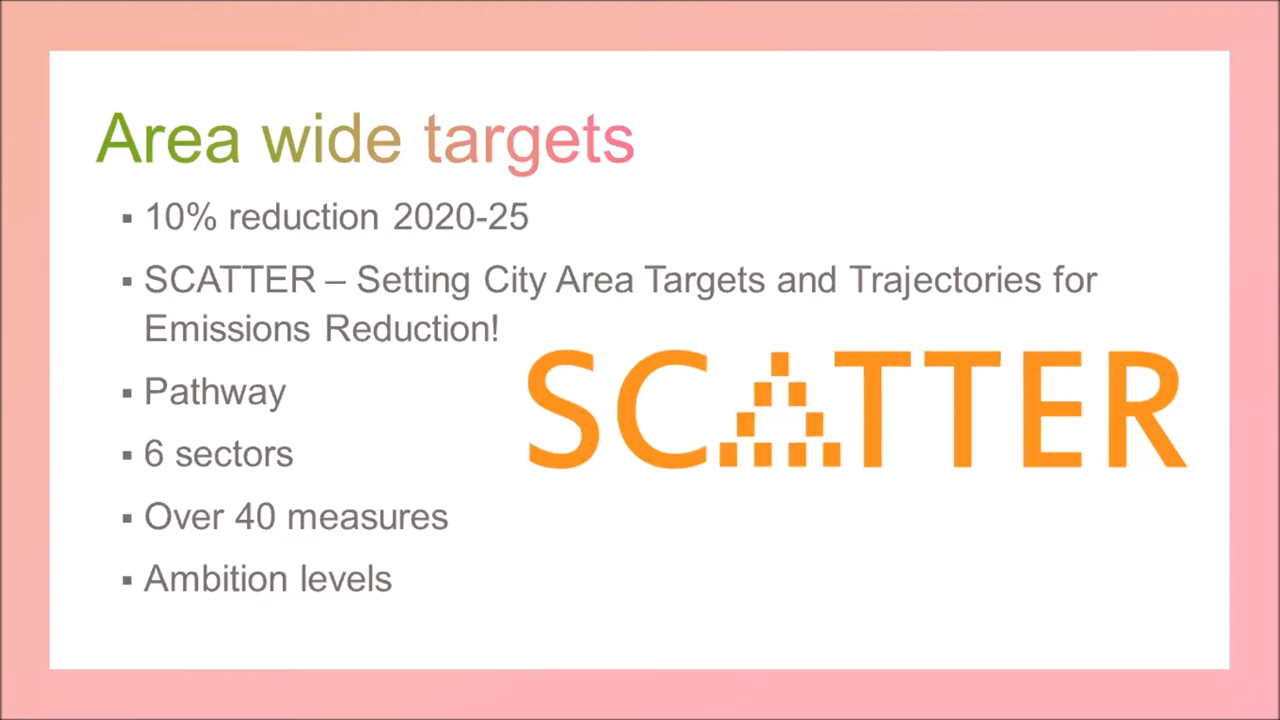 Area wide targets
▪ 10% reduction 2020-25
▪ SCATTER – Setting City Area Targets and Trajectories for
Emissions Reduction!
SCATTER
▪ Pathway
▪ 6 sectors
▪ Over 40 measures
▪ Ambition levels